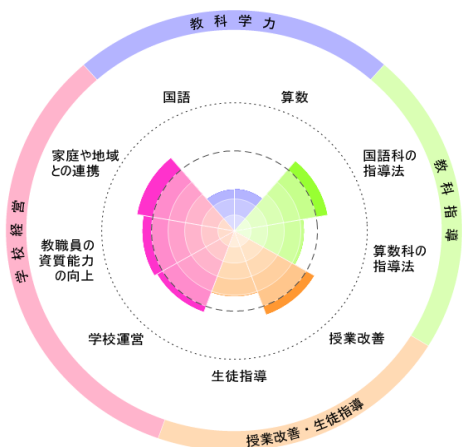 教科学力
国語
算数
家庭や地域
との連携
国語科の
指導法
教科指導
学校経営
教職員の
資質能力
の向上
算数科の
指導法
学校運営
授業改善
生徒指導
授業改善・生徒指導